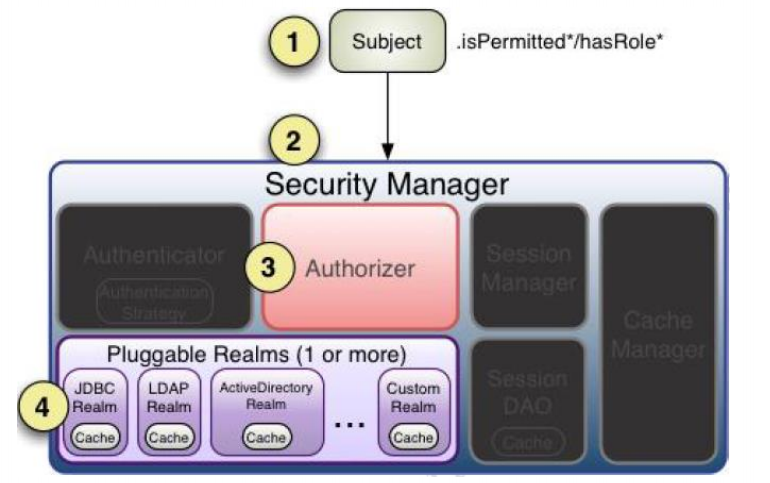 1
Subject
.isPermitted*/hasRole*
2
Security Manager
Authenticator
Authentication
Strategy
3
Authorizer
Session
Manager
Cache
Manager
Pluggable Realms (1 or more)
4
JDBC
Realm
Cache
LDAP
Realm
Cache
ActiveDirectory
Realm
Cache
...
Custom
Realm
Cache
Session
DAO
Cache